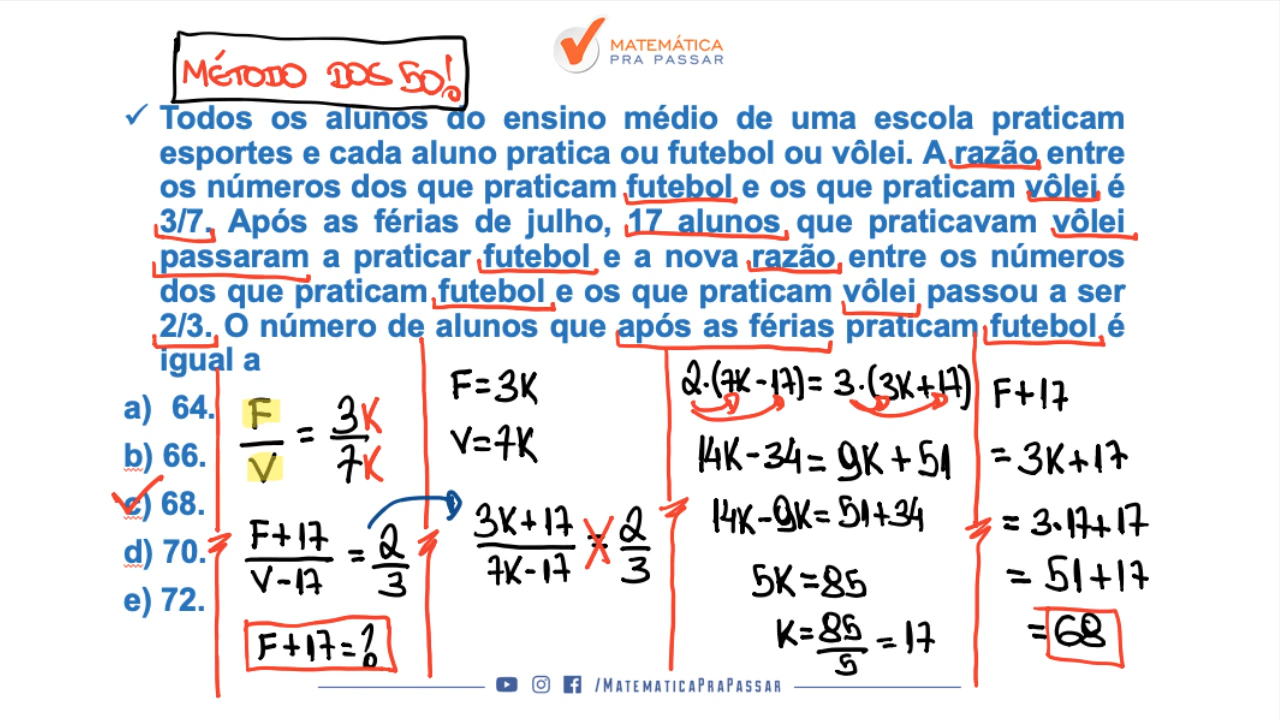 MÉTODO DOS 50!
MATEMÁTICA
PRA PASSAR
✓ Todos os alunos do ensino médio de uma escola praticam
esportes e cada aluno pratica ou futebol ou vôlei. A razão entre
os números dos que praticam futebol e os que praticam vôlei é
3/7. Após as férias de julho, 17 alunos que praticavam vôlei
passaram a praticar futebol e a nova razão entre os números
dos que praticam futebol e os que praticam vôlei passou a ser
2/3. O número de alunos que após as férias praticam futebol é
igual a
a) 64.
b) 66.
c) 68.
d) 70.
e) 72.
F/V = 3K/7K
F+17/V-17 = 2/3
F+17=?
F=3K
V=7K
3K+17/7K-17 = 2/3
2·(7K-17)= 3·(3K+17)
14K-34=9K+51
14K-9K=51+34
5K=85
K=85/5=17
F+17
=3K+17
=3·17+17
=51+17
=68
/MATEMATICAPRAPASSAR